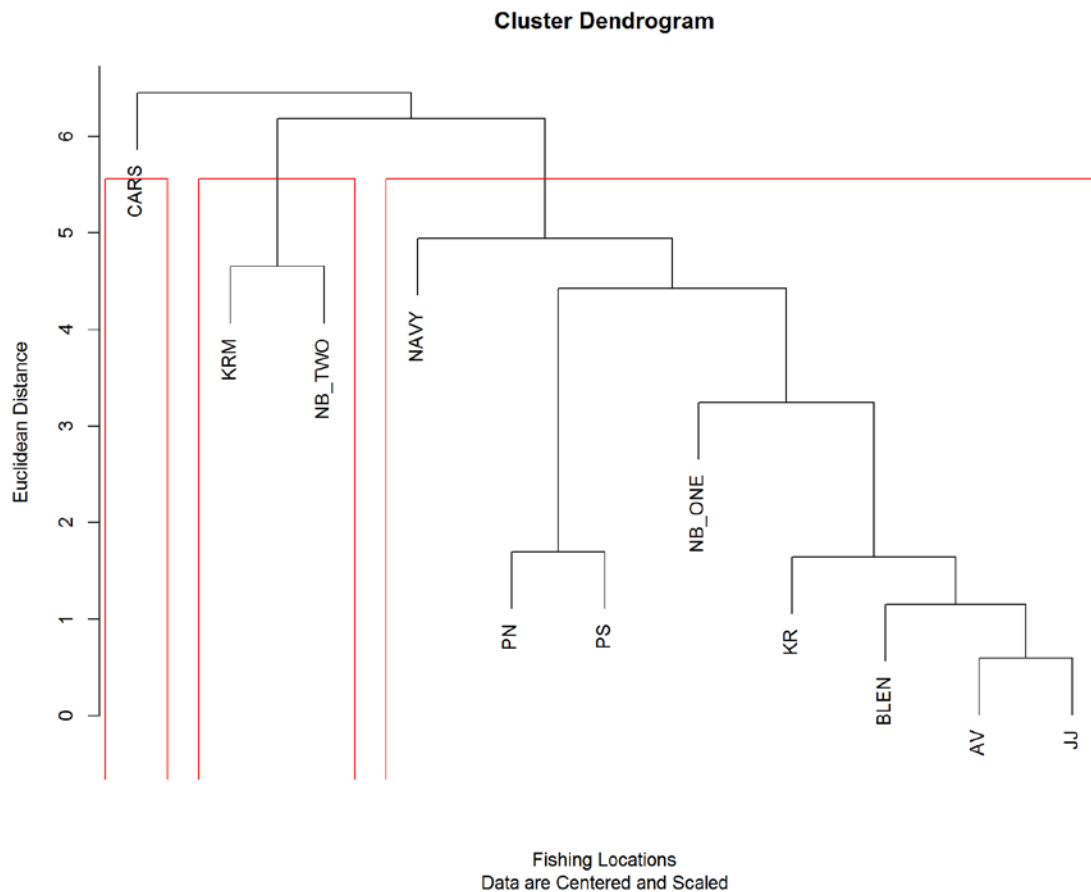 Cluster Dendrogram
Euclidean Distance
6
5
4
3
2
1
0
CARS
KRM
NB_TWO
NAVY
PN
PS
NB_ONE
KR
BLEN
AV
JJ
Fishing Locations
Data are Centered and Scaled